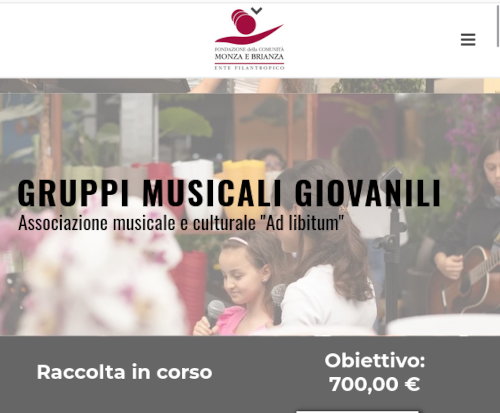 FONDAZIONE della COMUNITÀ
MONZA E BRIANZA
ENTE FILANTROPICO
GRUPPI MUSICALI GIOVANILI
Associazione musicale e culturale "Ad libitum"
Raccolta in corso
Obiettivo:
700,00 €